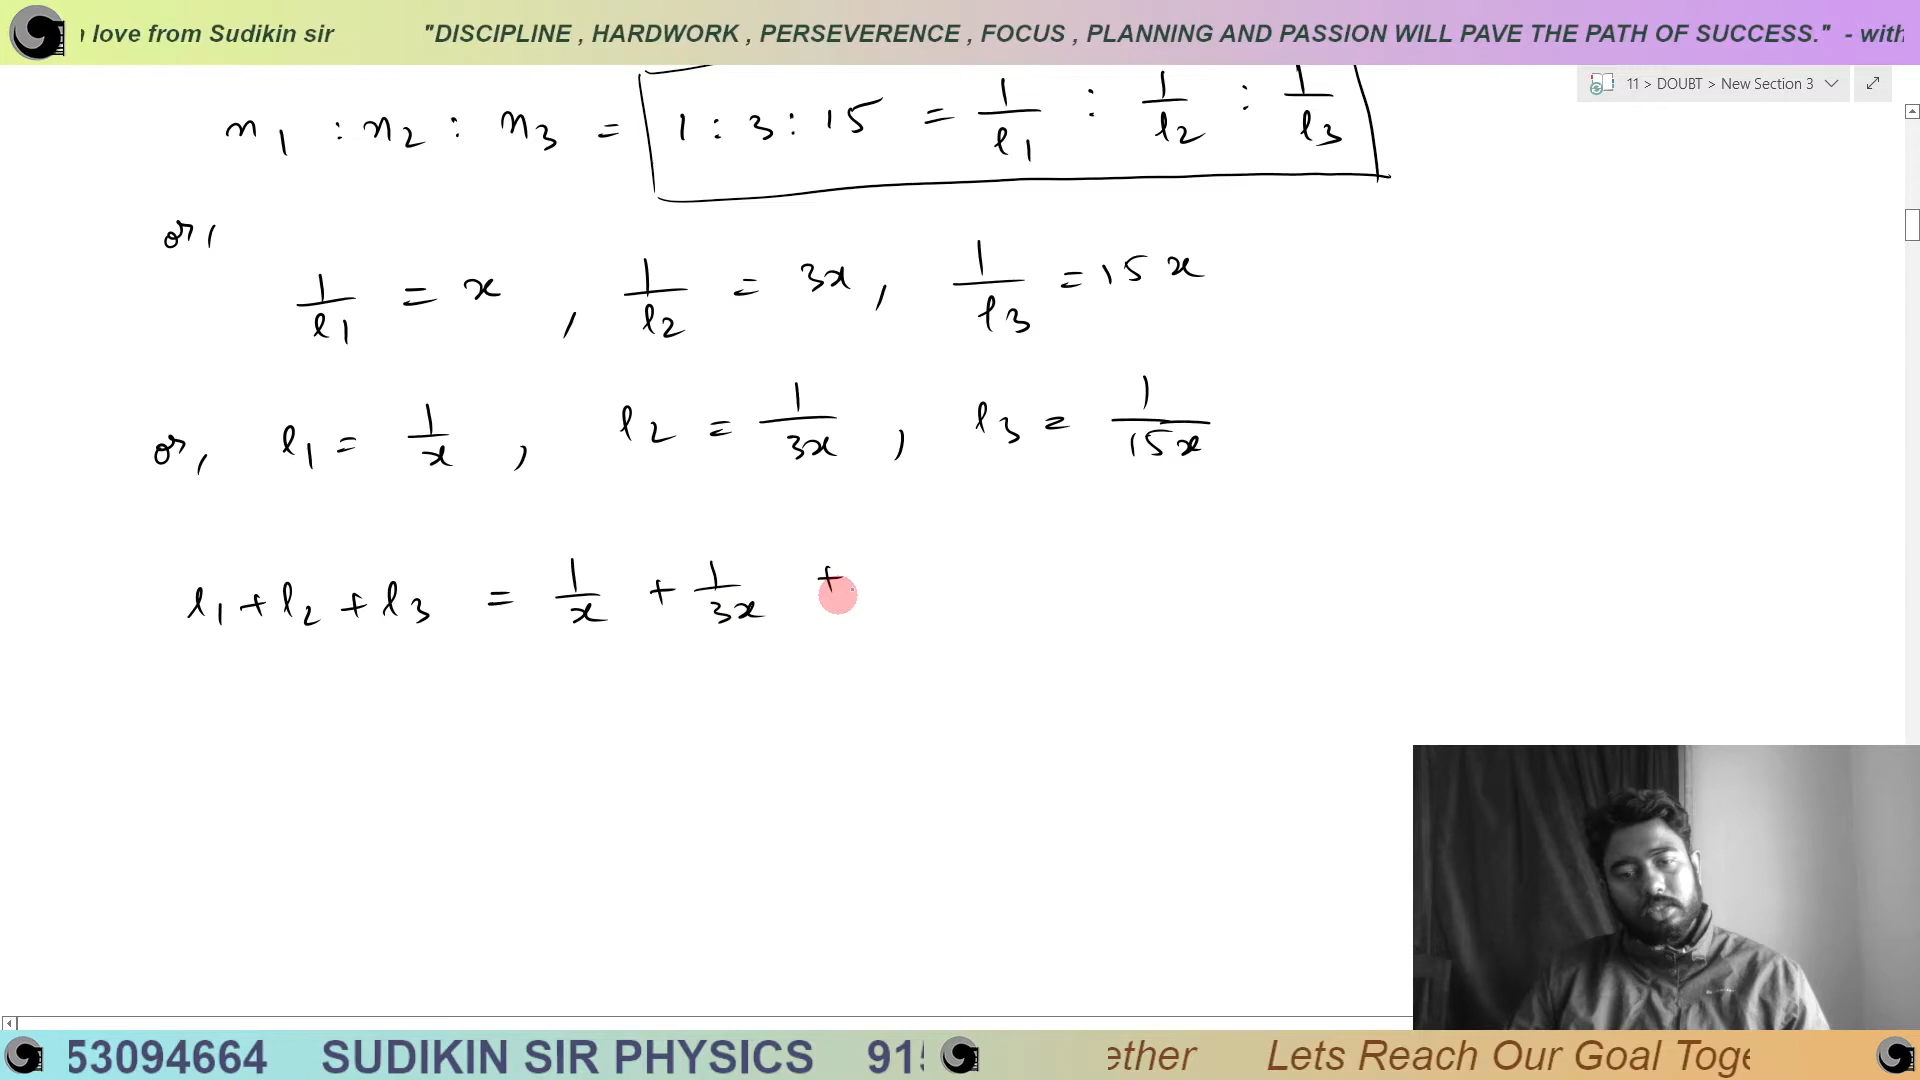 n love from Sudikin sir "DISCIPLINE , HARDWORK , PERSEVERENCE , FOCUS , PLANNING AND PASSION WILL PAVE THE PATH OF SUCCESS." - with
11 > DOUBT > New Section 3
n1 : n2 : n3 = 1 : 3 : 15 = 1/l1 : 1/l2 : 1/l3
or,
1/l1 = x , 1/l2 = 3x , 1/l3 = 15x
or, l1 = 1/x , l2 = 1/3x , l3 = 1/15x
l1 + l2 + l3 = 1/x + 1/3x +
53094664 SUDIKIN SIR PHYSICS 915 ether Lets Reach Our Goal Toge